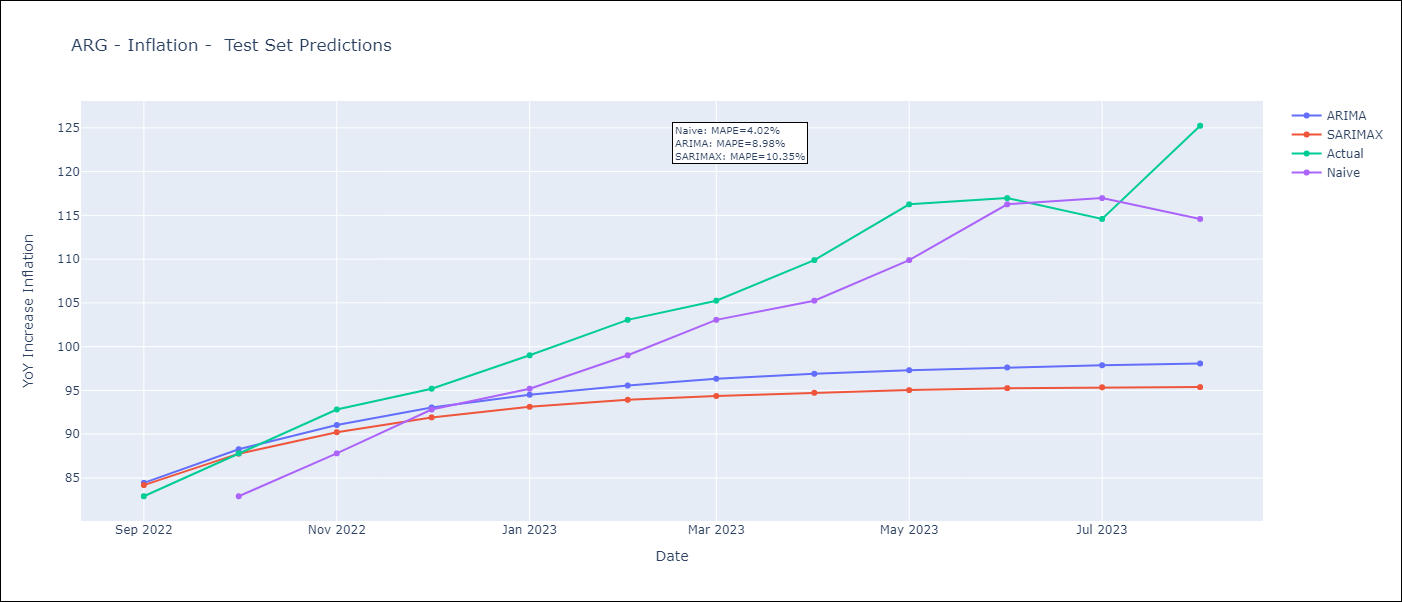 ARG - Inflation -  Test Set Predictions
ARIMA
SARIMAX
Actual
Naive
Naive: MAPE=4.02%
ARIMA: MAPE=8.98%
SARIMAX: MAPE=10.35%
YoY Increase Inflation
125
120
115
110
105
100
95
90
85
Sep 2022
Nov 2022
Jan 2023
Mar 2023
May 2023
Jul 2023
Date